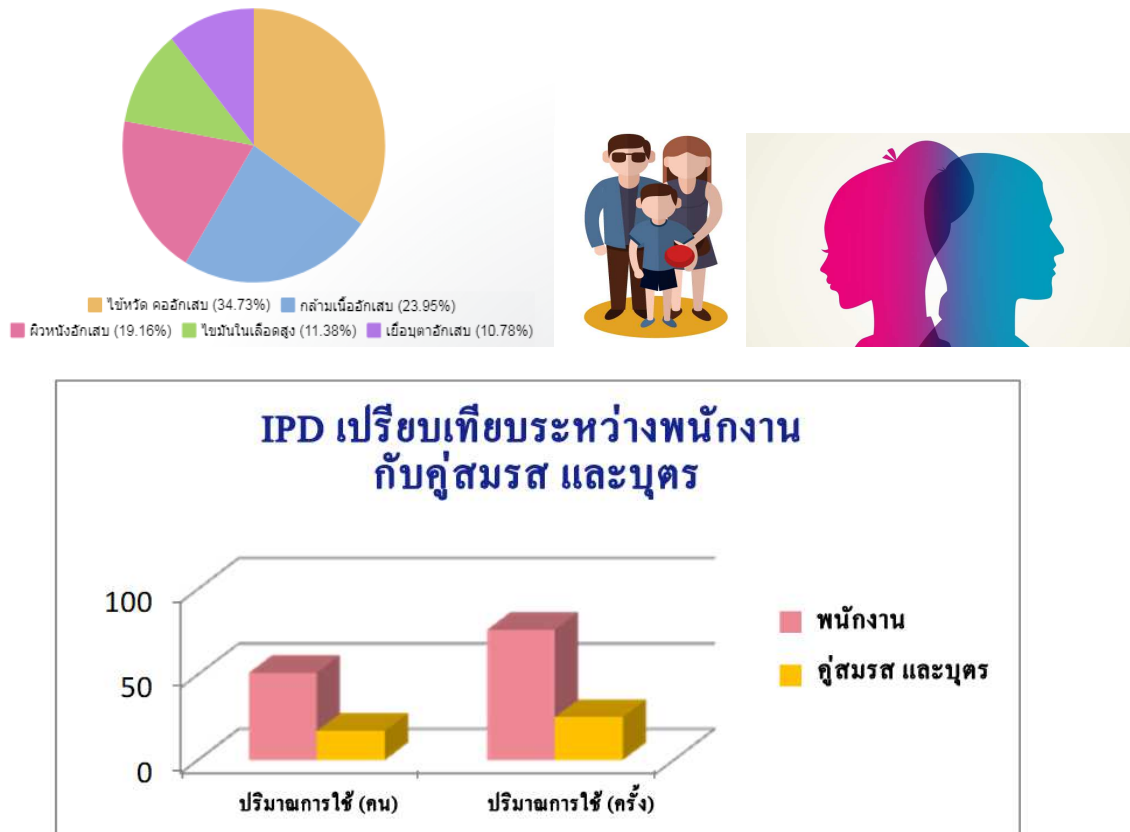 ไข้หวัด คออักเสบ (34.73%) กล้ามเนื้ออักเสบ (23.95%)
ผิวหนังอักเสบ (19.16%) ไขมันในเลือดสูง (11.38%) เยื่อบุตาอักเสบ (10.78%)
IPD เปรียบเทียบระหว่างพนักงาน
กับคู่สมรส และบุตร
100
50
0
ปริมาณการใช้ (คน) ปริมาณการใช้ (ครั้ง)
พนักงาน
คู่สมรส และบุตร